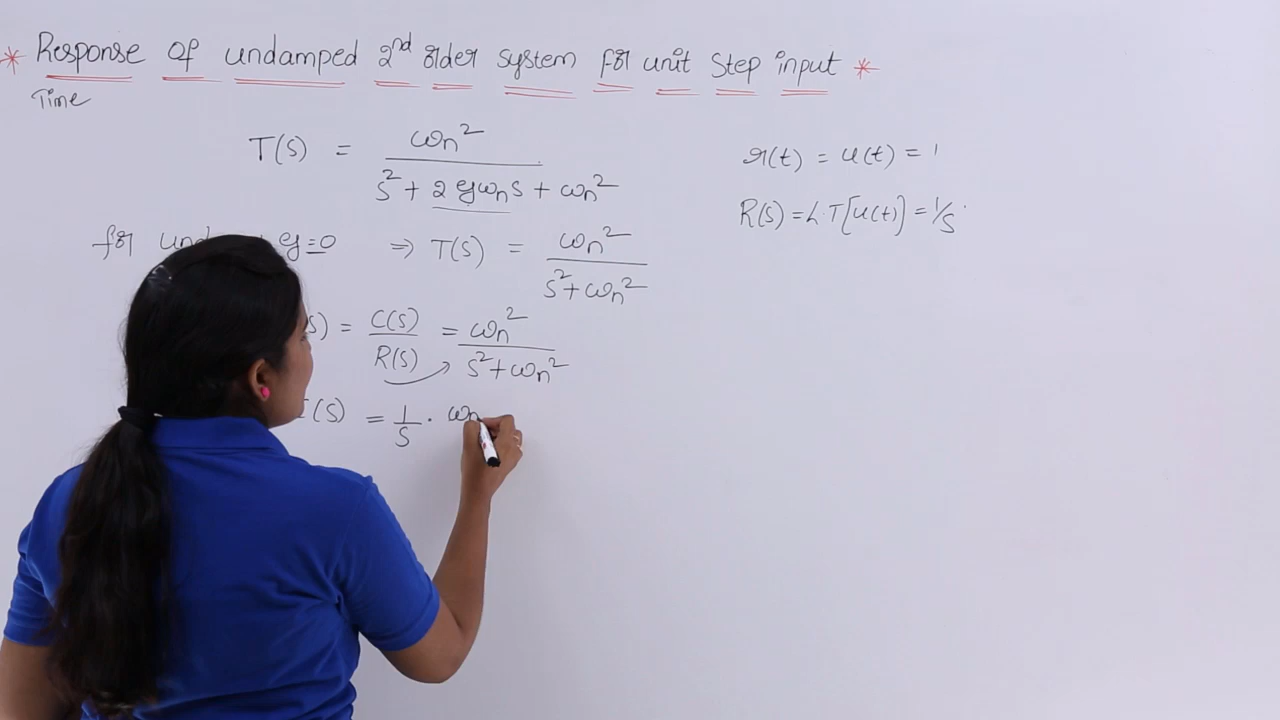 * Response of undamped 2nd order system for unit step input *
Time
T(s) = ωn² / (s² + 2ξωns + ωn²)
r(t) = u(t) = 1
R(s) = L.T[u(t)] = 1/s
for ξ = 0 ⇒ T(s) = ωn² / (s² + ωn²)
s) = C(s) / R(s) = ωn² / (s² + ωn²)
(s) = 1/s · ωn